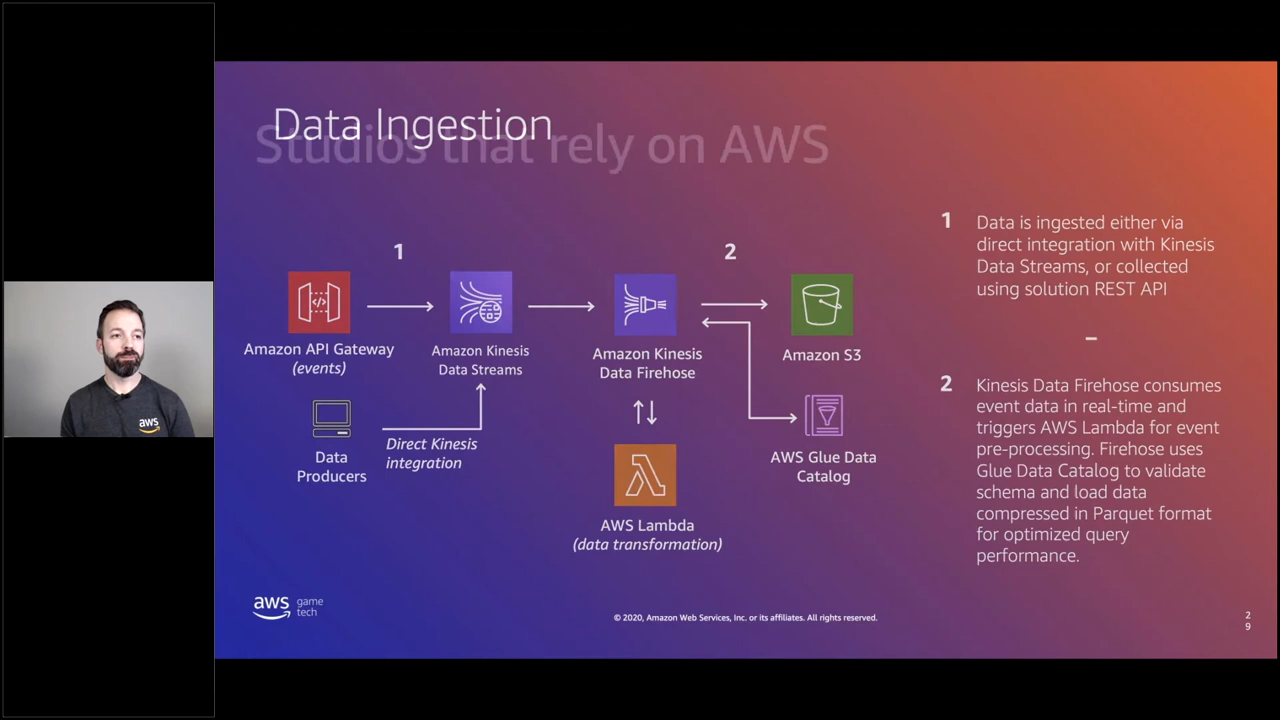 Data Ingestion
Studios that rely on AWS
1
2
Amazon API Gateway
(events)
Amazon Kinesis
Data Streams
Amazon Kinesis
Data Firehose
Amazon S3
Data
Producers
Direct Kinesis
integration
AWS Glue Data
Catalog
AWS Lambda
(data transformation)
1
Data is ingested either via
direct integration with Kinesis
Data Streams, or collected
using solution REST API
–
2
Kinesis Data Firehose consumes
event data in real-time and
triggers AWS Lambda for event
pre-processing. Firehose uses
Glue Data Catalog to validate
schema and load data
compressed in Parquet format
for optimized query
performance.
aws
aws
game
tech
© 2020, Amazon Web Services, Inc. or its affiliates. All rights reserved.
2
9